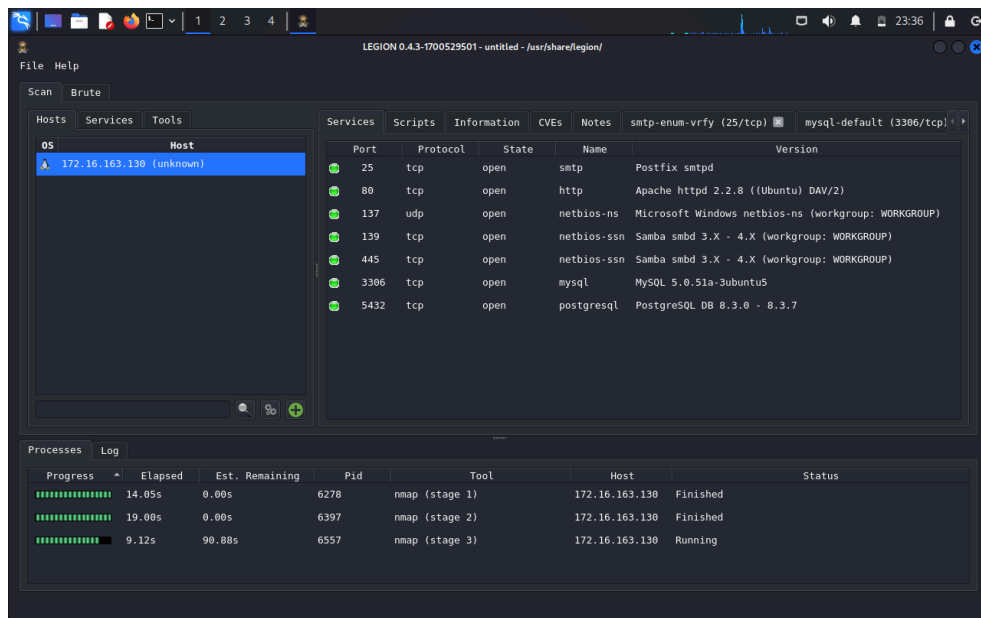 1 2 3 4 23:36
LEGION 0.4.3-1700529501 - untitled - /usr/share/legion/
File Help
Scan Brute
Hosts Services Tools
OS Host
172.16.163.130 (unknown)
Services Scripts Information CVEs Notes smtp-enum-vrfy (25/tcp) mysql-default (3306/tcp)
Port Protocol State Name Version
25 tcp open smtp Postfix smtpd
80 tcp open http Apache httpd 2.2.8 ((Ubuntu) DAV/2)
137 udp open netbios-ns Microsoft Windows netbios-ns (workgroup: WORKGROUP)
139 tcp open netbios-ssn Samba smbd 3.X - 4.X (workgroup: WORKGROUP)
445 tcp open netbios-ssn Samba smbd 3.X - 4.X (workgroup: WORKGROUP)
3306 tcp open mysql MySQL 5.0.51a-3ubuntu5
5432 tcp open postgresql PostgreSQL DB 8.3.0 - 8.3.7
Processes Log
Progress Elapsed Est. Remaining Pid Tool Host Status
14.05s 0.00s 6278 nmap (stage 1) 172.16.163.130 Finished
19.00s 0.00s 6397 nmap (stage 2) 172.16.163.130 Finished
9.12s 90.88s 6557 nmap (stage 3) 172.16.163.130 Running